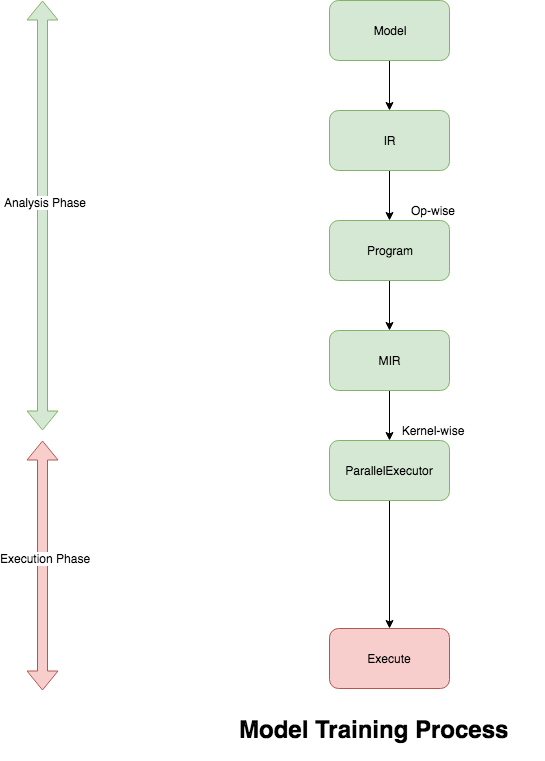 Model
IR
Analysis Phase
Op-wise
Program
MIR
Kernel-wise
ParallelExecutor
Execution Phase
Execute
Model Training Process